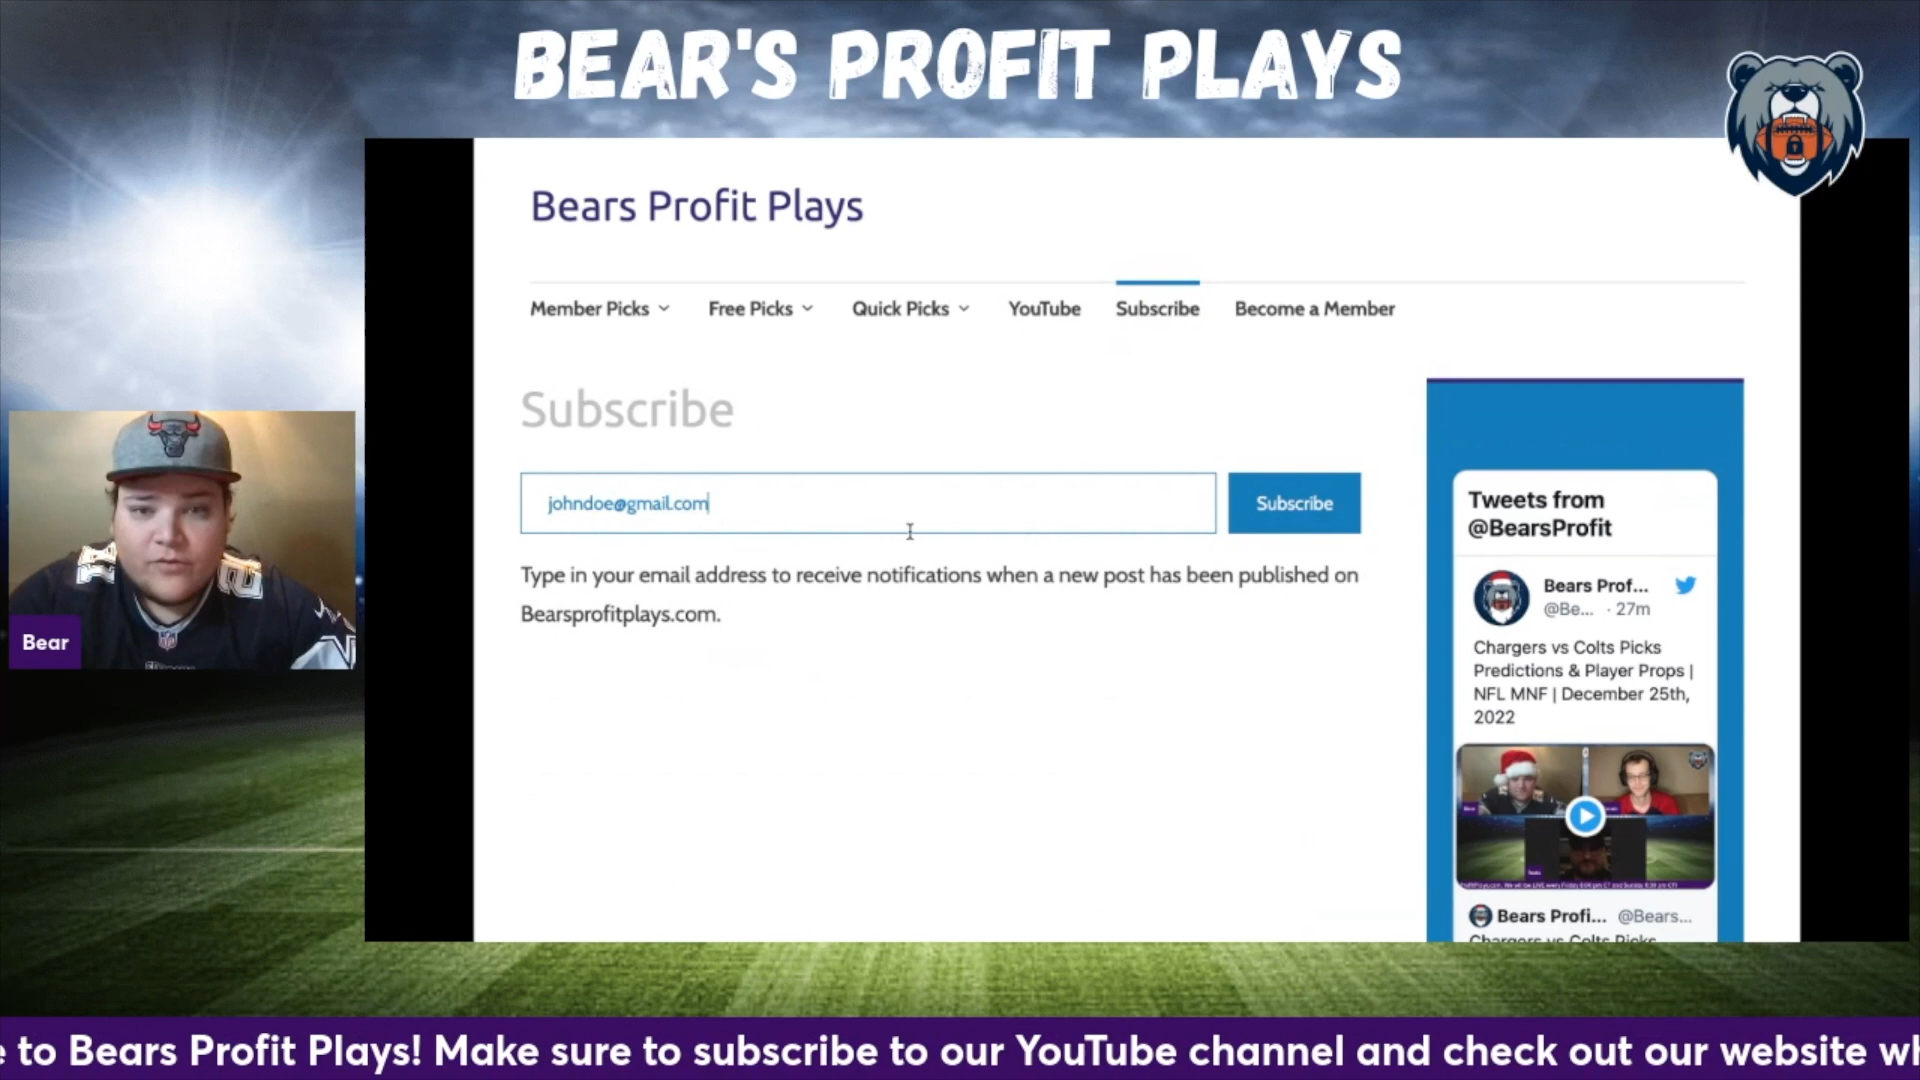 BEAR'S PROFIT PLAYS
Bears Profit Plays
Member Picks Free Picks Quick Picks YouTube Subscribe Become a Member
Subscribe
johndoe@gmail.com
Subscribe
Type in your email address to receive notifications when a new post has been published on
Bearsprofitplays.com.
Tweets from
@BearsProfit
Bears Prof...
@Be... · 27m
Chargers vs Colts Picks
Predictions & Player Props |
NFL MNF | December 25th,
2022
Bears Profi... @Bears...
Chargers vs Colts Picks
Bear
e to Bears Profit Plays! Make sure to subscribe to our YouTube channel and check out our website wh